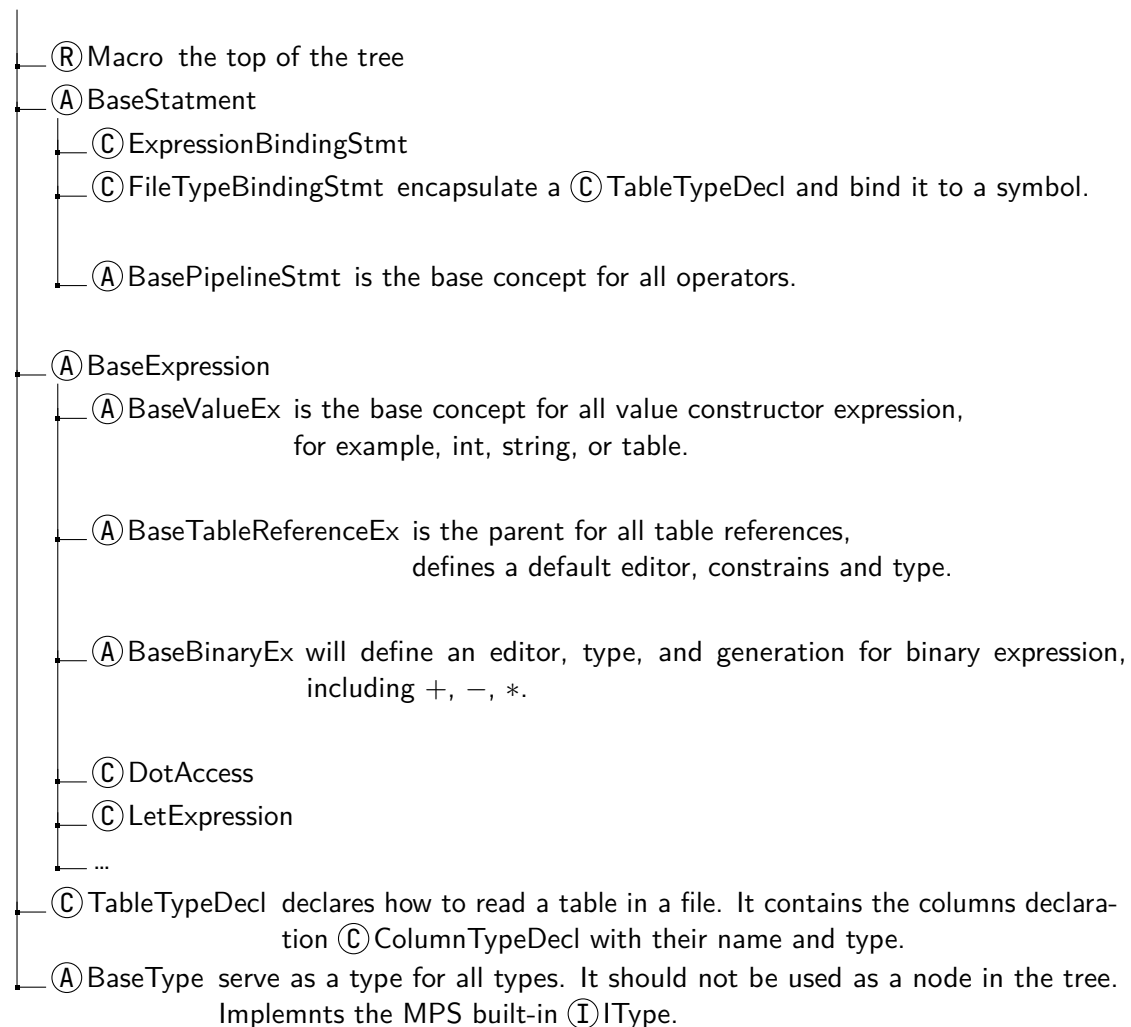 Ⓡ Macro the top of the tree
Ⓐ BaseStatment
Ⓒ ExpressionBindingStmt
Ⓒ FileTypeBindingStmt encapsulate a Ⓒ TableTypeDecl and bind it to a symbol.
Ⓐ BasePipelineStmt is the base concept for all operators.
Ⓐ BaseExpression
Ⓐ BaseValueEx is the base concept for all value constructor expression,
for example, int, string, or table.
Ⓐ BaseTableReferenceEx is the parent for all table references,
defines a default editor, constrains and type.
Ⓐ BaseBinaryEx will define an editor, type, and generation for binary expression,
including +, −, ∗.
Ⓒ DotAccess
Ⓒ LetExpression
...
Ⓒ TableTypeDecl declares how to read a table in a file. It contains the columns declara-
tion Ⓒ ColumnTypeDecl with their name and type.
Ⓐ BaseType serve as a type for all types. It should not be used as a node in the tree.
Implemnts the MPS built-in Ⓘ IType.